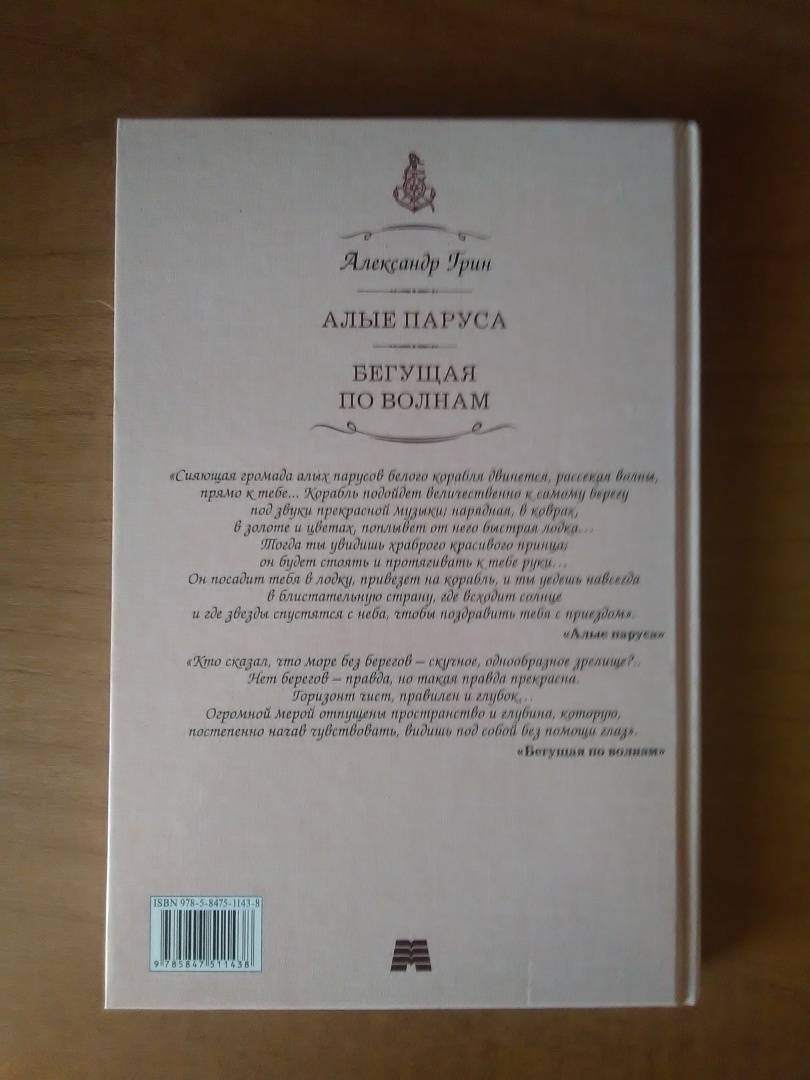 Александр Грин
АЛЫЕ ПАРУСА
БЕГУЩАЯ
ПО ВОЛНАМ
«Сияющая громада алых парусов белого корабля двинется, рассекая волны,
прямо к тебе... Корабль подойдет величественно к самому берегу
под звуки прекрасной музыки; нарядная, в коврах,
в золоте и цветах, поплывет от него быстрая лодка...
Тогда ты увидишь храброго красивого принца;
он будет стоять и протягивать к тебе руки...
Он посадит тебя в лодку, привезет на корабль, и ты уедешь навсегда
в блистательную страну, где всходит солнце
и где звезды спустятся с неба, чтобы поздравить тебя с приездом».
«Алые паруса»
«Кто сказал, что море без берегов – скучное, однообразное зрелище?..
Нет берегов – правда, но такая правда прекрасна.
Горизонт чист, правилен и глубок...
Огромной мерой отпущены пространство и глубина, которую,
постепенно начав чувствовать, видишь под собой без помощи глаз».
«Бегущая по волнам»
ISBN 978-5-8475-1143-8
9 785847 511438